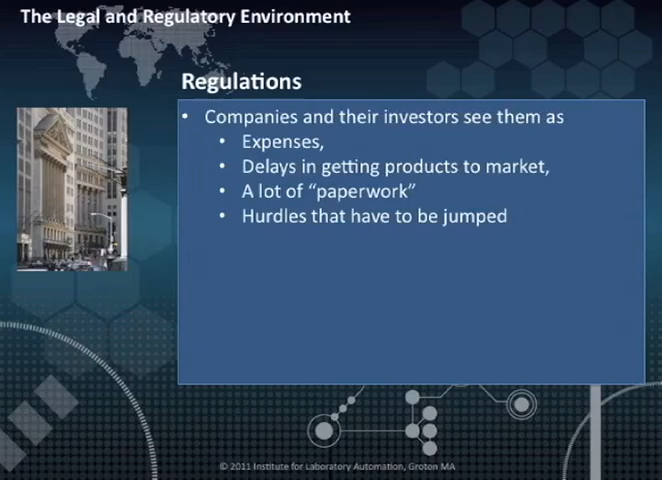 The Legal and Regulatory Environment
Regulations
• Companies and their investors see them as
• Expenses,
• Delays in getting products to market,
• A lot of “paperwork”
• Hurdles that have to be jumped
© 2011 Institute for Laboratory Automation, Groton MA